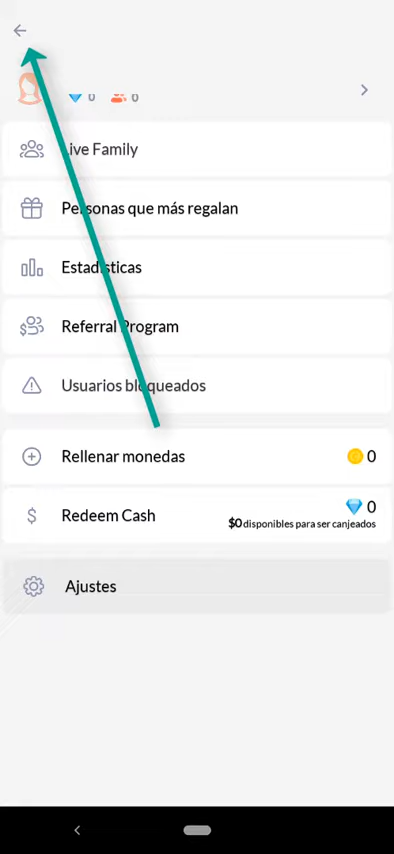 0 0
Live Family
Personas que más regalan
Estadísticas
Referral Program
Usuarios bloqueados
Rellenar monedas 0
Redeem Cash 0
$0 disponibles para ser canjeados
Ajustes